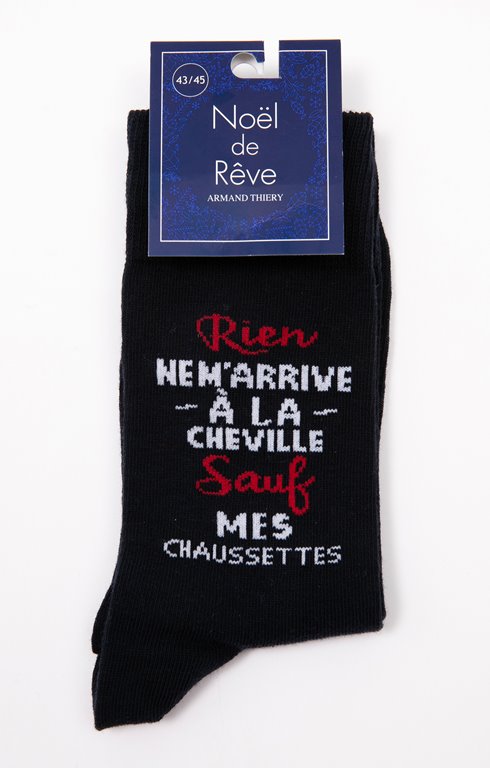 43/45
Noël
de
Rêve
ARMAND THIERY
Rien
NE M'ARRIVE
- À LA -
CHEVILLE
Sauf
MES
CHAUSSETTES